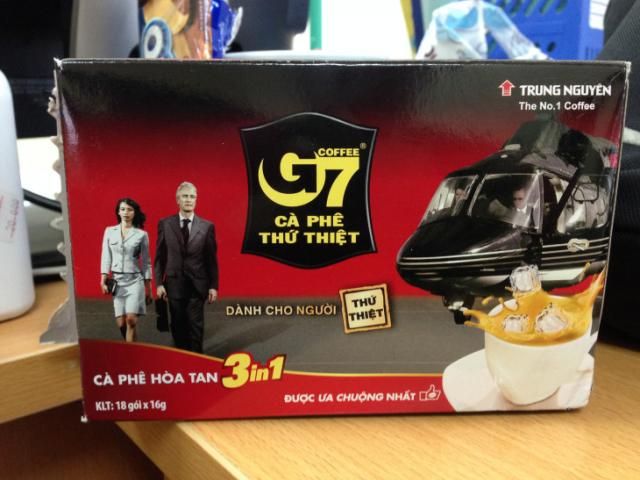 TRUNG NGUYÊN
The No.1 Coffee
COFFEE
G7®
CÀ PHÊ
THỨ THIỆT
DÀNH CHO NGƯỜI
THỨ
THIỆT
CÀ PHÊ HÒA TAN 3in1
KLT: 18 gói x 16g
ĐƯỢC ƯA CHUỘNG NHẤT